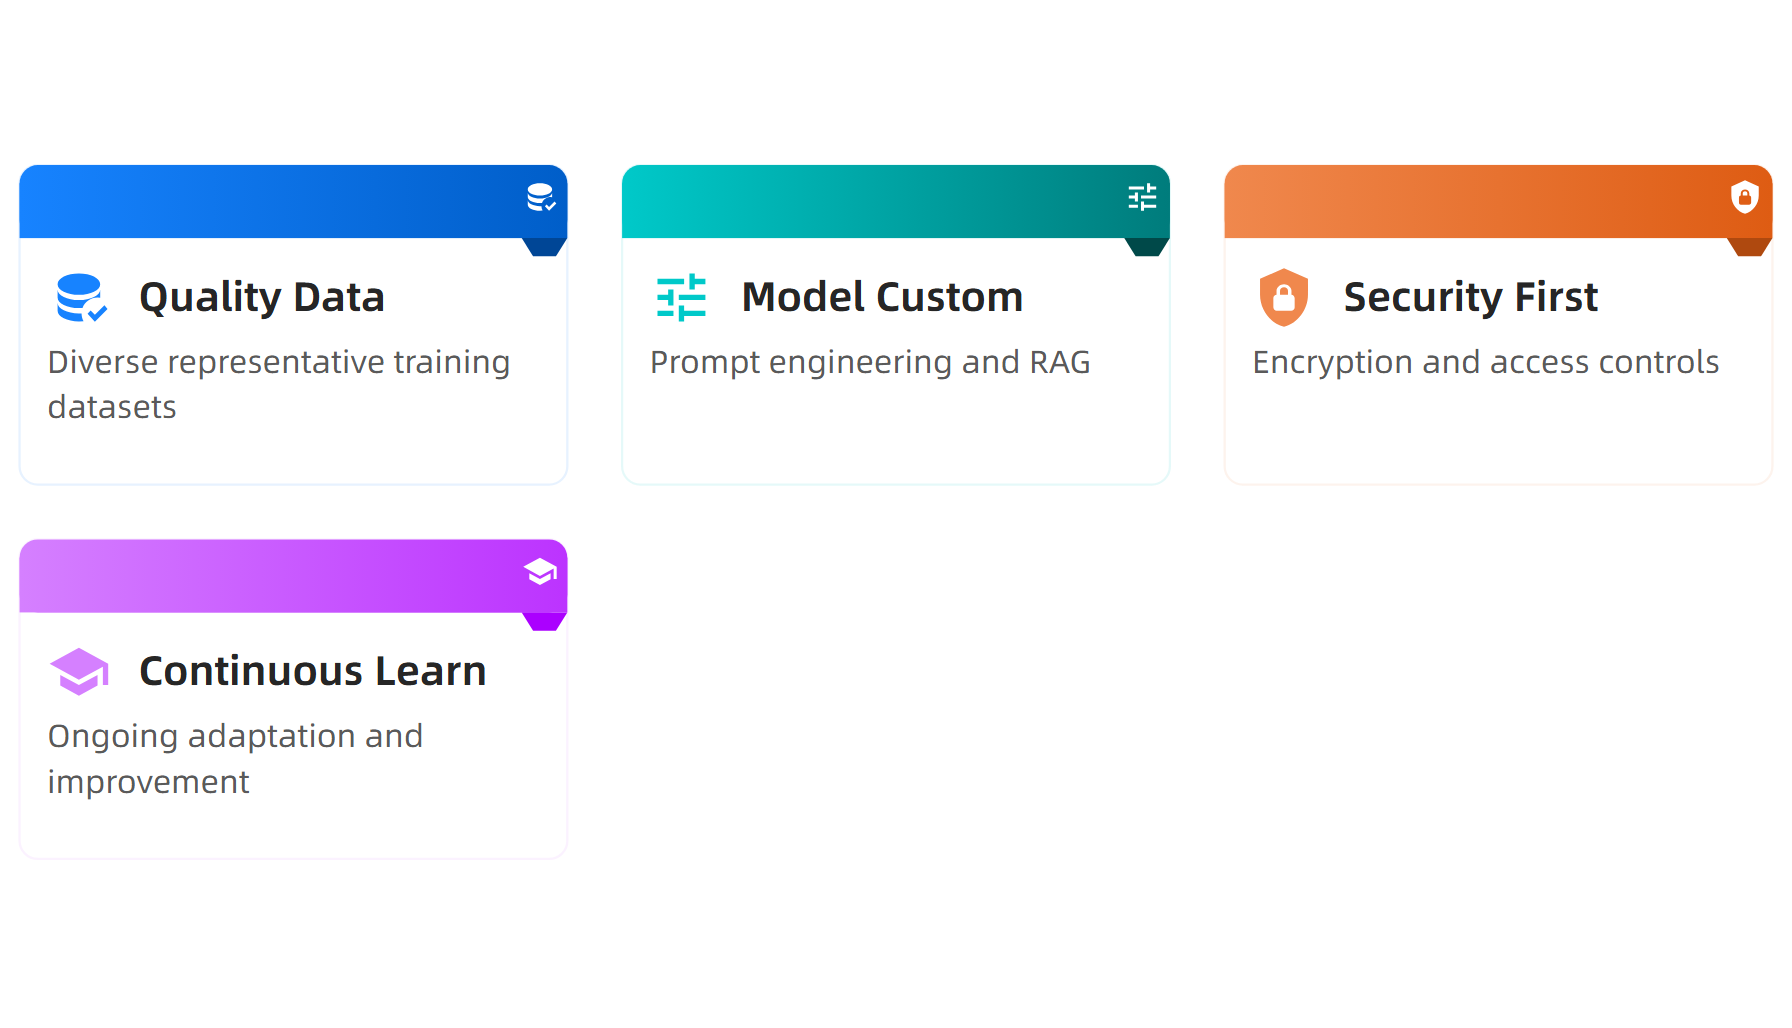 Quality Data
Diverse representative training
datasets
Model Custom
Prompt engineering and RAG
Security First
Encryption and access controls
Continuous Learn
Ongoing adaptation and
improvement